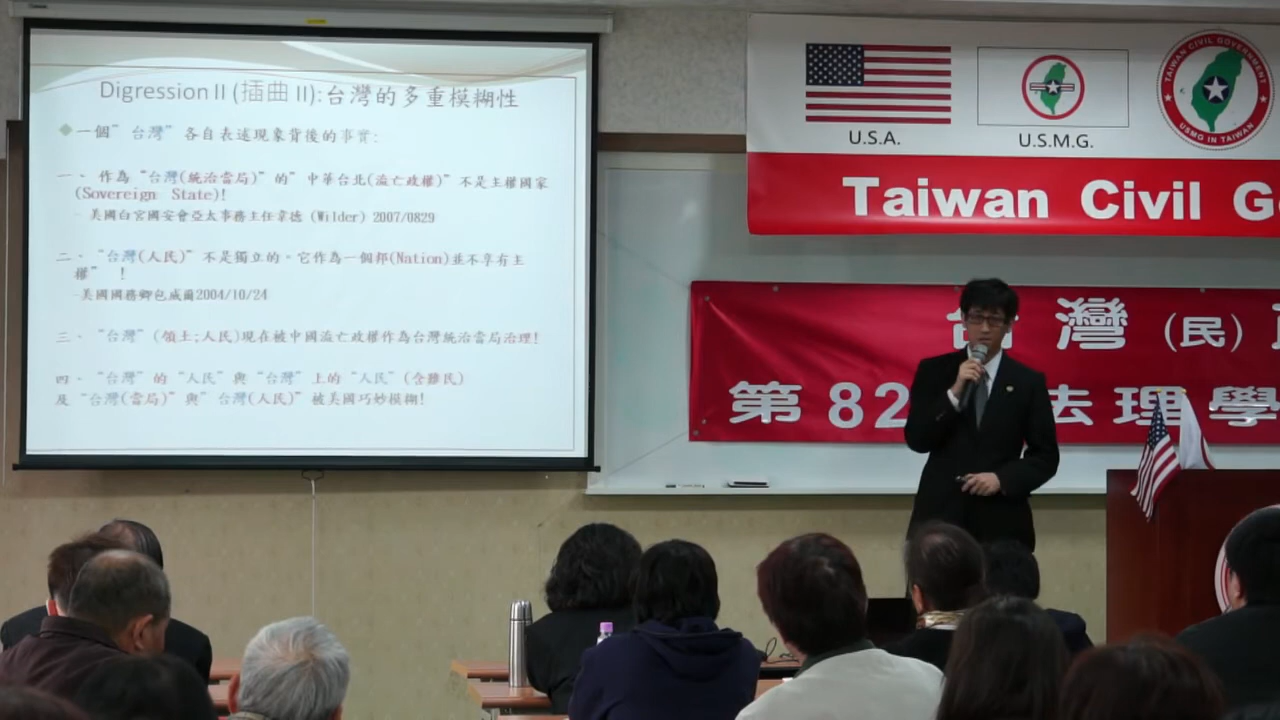 Digression II (插曲 II):台灣的多重模糊性
一個”台灣”各自表述現象背後的事實:
一、作為“台灣(統治當局)”的”中華台北(流亡政權)”不是主權國家
(Sovereign State)!
- 美國白宮國安會亞太事務主任韋德 (Wilder) 2007/0829
二、“台灣(人民)”不是獨立的。它作為一個邦(Nation)並不享有主
權” !
-美國國務卿包威爾2004/10/24
三、“台灣”(領土;人民)現在被中國流亡政權作為台灣統治當局治理!
四、“台灣”的“人民”與“台灣”上的“人民”(含難民)
及“台灣(當局)”與”台灣(人民)”被美國巧妙模糊!
U.S.A.
U.S.M.G.
TAIWAN CIVIL GOVERNMENT
USMG IN TAIWAN
Taiwan Civil G
台灣(民)
第82 法理學